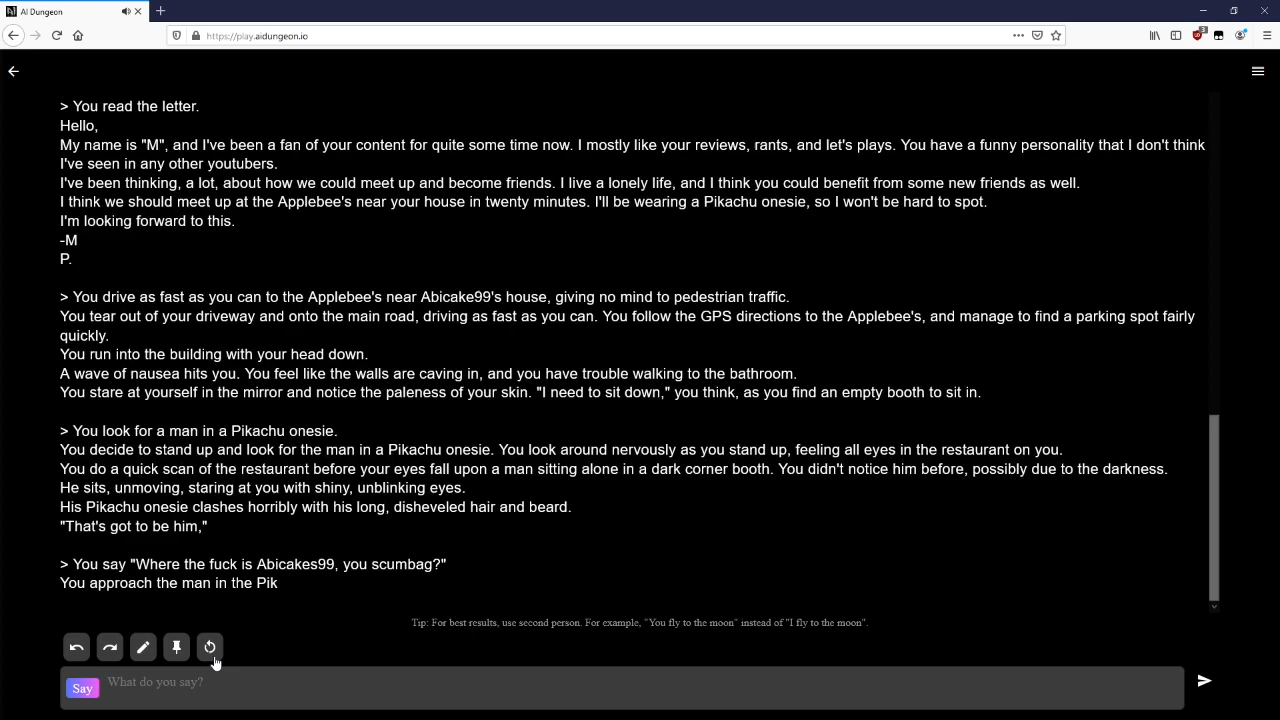 AI Dungeon
https://play.aidungeon.io
> You read the letter.
Hello,
My name is "M", and I've been a fan of your content for quite some time now. I mostly like your reviews, rants, and let's plays. You have a funny personality that I don't think
I've seen in any other youtubers.
I've been thinking, a lot, about how we could meet up and become friends. I live a lonely life, and I think you could benefit from some new friends as well.
I think we should meet up at the Applebee's near your house in twenty minutes. I'll be wearing a Pikachu onesie, so I won't be hard to spot.
I'm looking forward to this.
-M
P.
> You drive as fast as you can to the Applebee's near Abicake99's house, giving no mind to pedestrian traffic.
You tear out of your driveway and onto the main road, driving as fast as you can. You follow the GPS directions to the Applebee's, and manage to find a parking spot fairly
quickly.
You run into the building with your head down.
A wave of nausea hits you. You feel like the walls are caving in, and you have trouble walking to the bathroom.
You stare at yourself in the mirror and notice the paleness of your skin. "I need to sit down," you think, as you find an empty booth to sit in.
> You look for a man in a Pikachu onesie.
You decide to stand up and look for the man in a Pikachu onesie. You look around nervously as you stand up, feeling all eyes in the restaurant on you.
You do a quick scan of the restaurant before your eyes fall upon a man sitting alone in a dark corner booth. You didn't notice him before, possibly due to the darkness.
He sits, unmoving, staring at you with shiny, unblinking eyes.
His Pikachu onesie clashes horribly with his long, disheveled hair and beard.
"That's got to be him,"
> You say "Where the fuck is Abicakes99, you scumbag?"
You approach the man in the Pik
Tip: For best results, use second person. For example, "You fly to the moon" instead of "I fly to the moon".
Say What do you say?